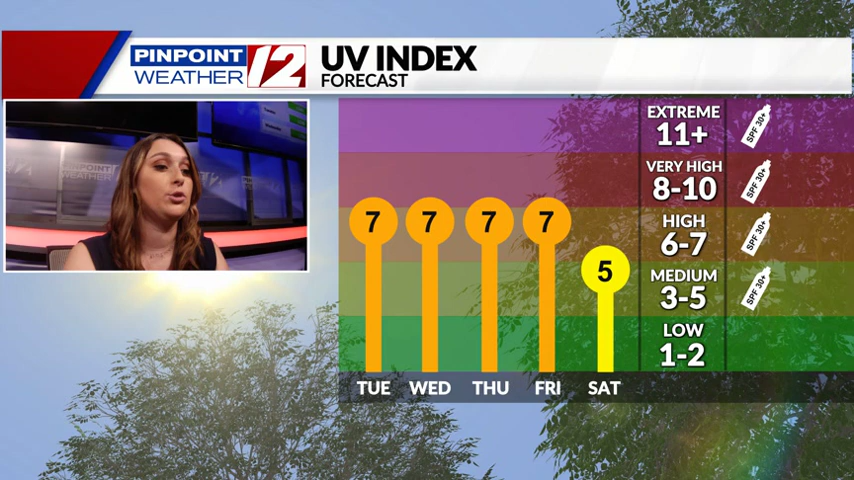 PINPOINT
WEATHER 12
UV INDEX
FORECAST
PINPOINT
WEATHER
EXTREME
11+
SPF 30+
VERY HIGH
8-10
SPF 30+
7 7 7 7
HIGH
6-7
SPF 30+
5
MEDIUM
3-5
SPF 30+
LOW
1-2
TUE WED THU FRI SAT